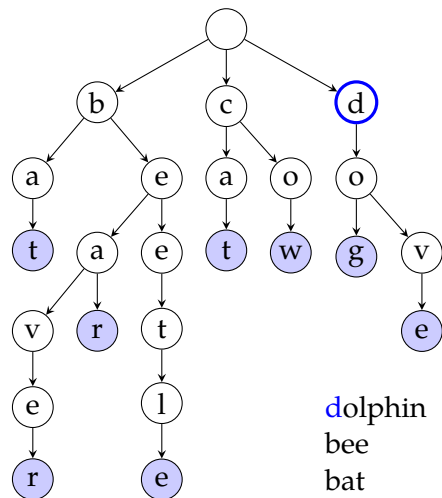 b c d
a e a o o
t a e t w g v
v r t e
e l dolphin
bee
r e bat